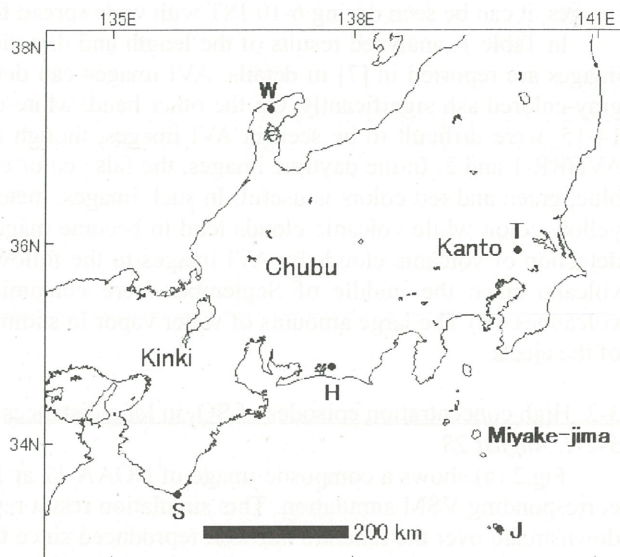 135E 138E 141E
38N
W
T
36N
Kanto
Chubu
Kinki
H
34N
Miyake-jima
S
200 km
J